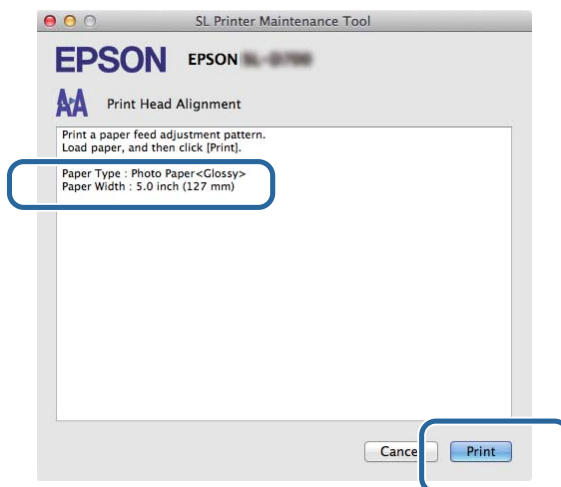 SL Printer Maintenance Tool
EPSON EPSON
Print Head Alignment
Print a paper feed adjustment pattern.
Load paper, and then click [Print].
Paper Type : Photo Paper<Glossy>
Paper Width : 5.0 inch (127 mm)
Print